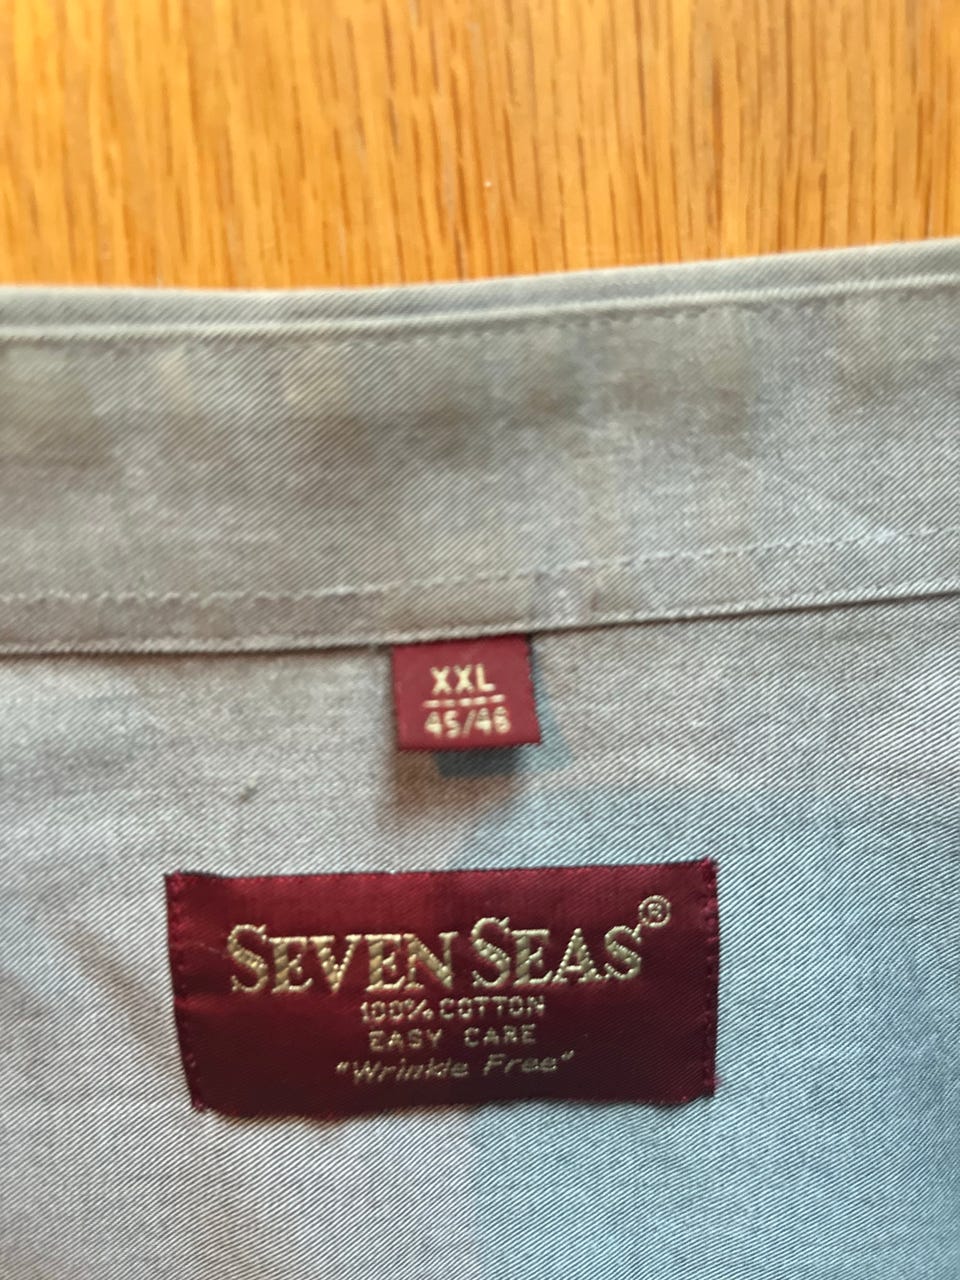 XXL
45/46
SEVEN SEAS®
100% COTTON
EASY CARE
"Wrinkle Free"